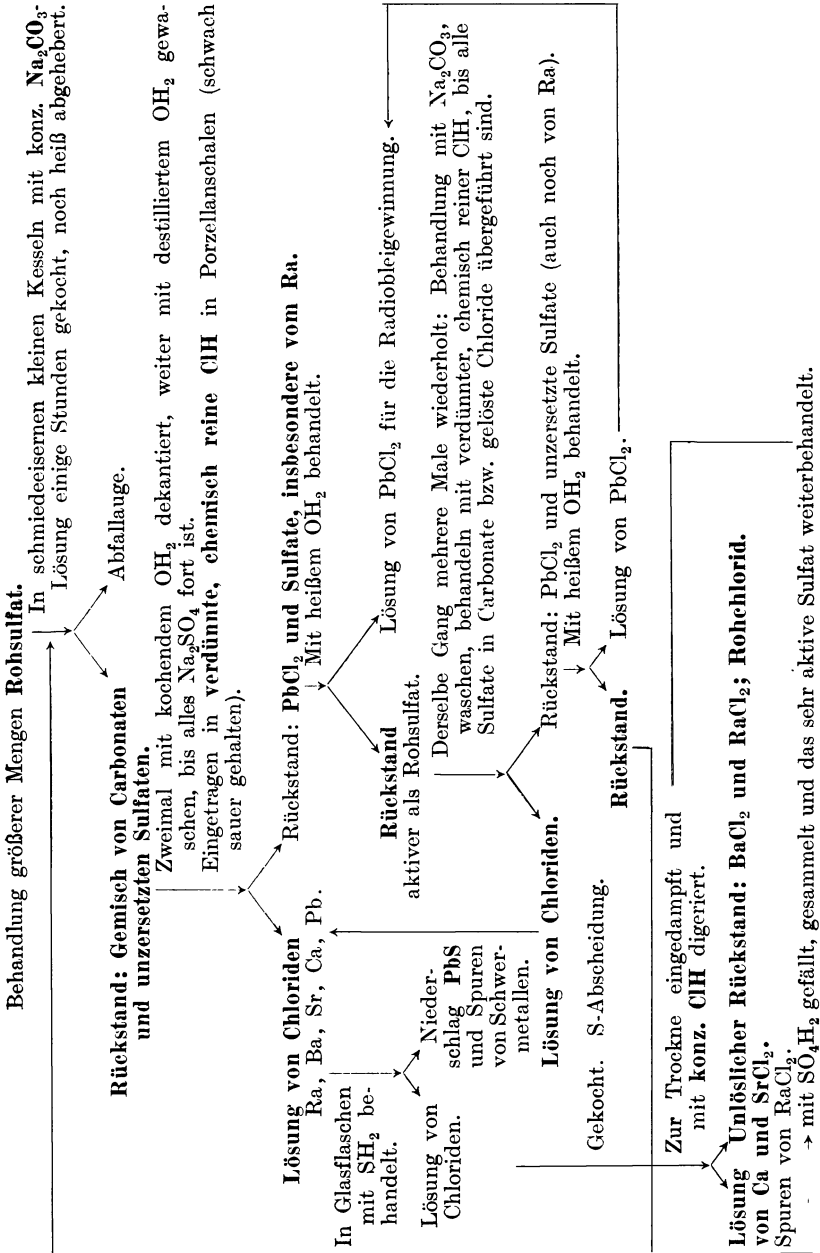 Behandlung größerer Mengen Rohsulfat.
In schmiedeeisernen kleinen Kesseln mit konz. Na₂CO₃-
Lösung einige Stunden gekocht, noch heiß abgehebert.
Abfallauge.
Rückstand: Gemisch von Carbonaten
und unzersetzten Sulfaten.
Zweimal mit kochendem OH₂ dekantiert, weiter mit destilliertem OH₂ gewa-
schen, bis alles Na₂SO₄ fort ist.
Eingetragen in verdünnte, chemisch reine ClH in Porzellanschalen (schwach
sauer gehalten).
Lösung von Chloriden
Ra, Ba, Sr, Ca, Pb.
Rückstand: PbCl₂ und Sulfate, insbesondere vom Ra.
Mit heißem OH₂ behandelt.
In Glasflaschen
mit SH₂ be-
handelt.
Rückstand
aktiver als Rohsulfat.
Lösung von PbCl₂ für die Radiobleigewinnung.
Lösung von
Chloriden.
Nieder-
schlag PbS
und Spuren
von Schwer-
metallen.
Derselbe Gang mehrere Male wiederholt: Behandlung mit Na₂CO₃,
waschen, behandeln mit verdünnter, chemisch reiner ClH, bis alle
Sulfate in Carbonate bzw. gelöste Chloride übergeführt sind.
Lösung von Chloriden.
Rückstand: PbCl₂ und unzersetzte Sulfate (auch noch von Ra).
Mit heißem OH₂ behandelt.
Gekocht. S-Abscheidung.
Rückstand.
Lösung von PbCl₂.
Zur Trockne eingedampft und
mit konz. ClH digeriert.
Lösung
von Ca und SrCl₂.
Spuren von RaCl₂.
Unlöslicher Rückstand: BaCl₂ und RaCl₂; Rohchlorid.
→ mit SO₄H₂ gefällt, gesammelt und das sehr aktive Sulfat weiterbehandelt.